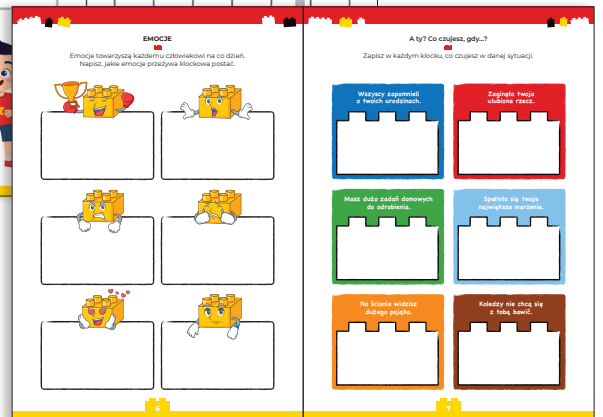 EMOCJE
Emocje towarzyszą każdemu człowiekowi na co dzień.
Napisz, jakie emocje przeżywa klockowa postać.
6
A ty? Co czujesz, gdy...?
Zapisz w każdym klocku, co czujesz w danej sytuacji.
Wszyscy zapomnieli
o twoich urodzinach.
Zaginęła twoja
ulubiona rzecz.
Masz dużo zadań domowych
do odrobienia.
Spełniło się twoje
największe marzenie.
Na ścianie widzisz
dużego pająka.
Koledzy nie chcą się
z tobą bawić.
7